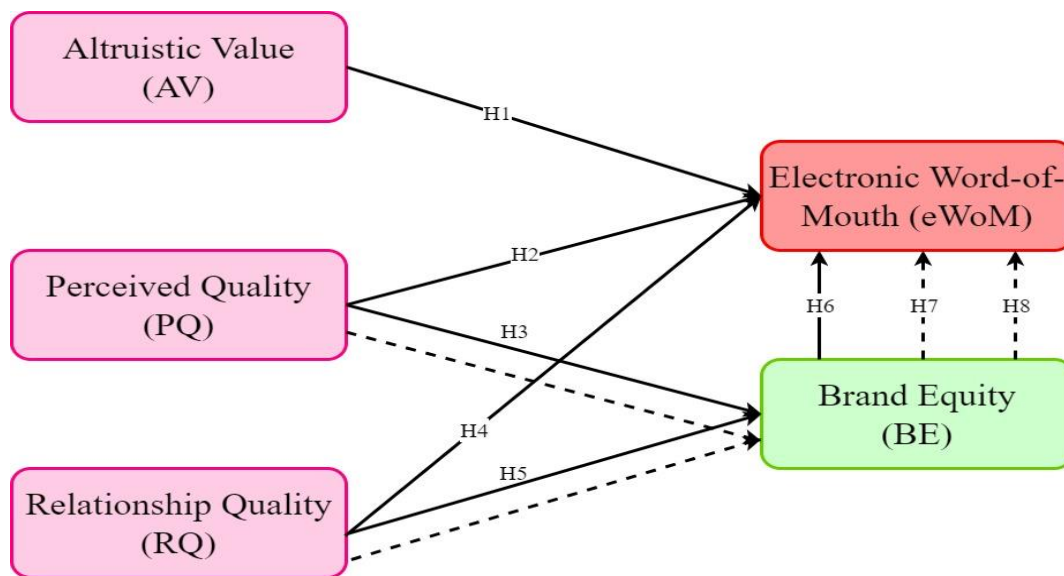 Altruistic Value
(AV)
H1
Electronic Word-of-
Mouth (eWoM)
H2
Perceived Quality
(PQ)
H3
H6
H7
H8
Brand Equity
(BE)
H4
H5
Relationship Quality
(RQ)